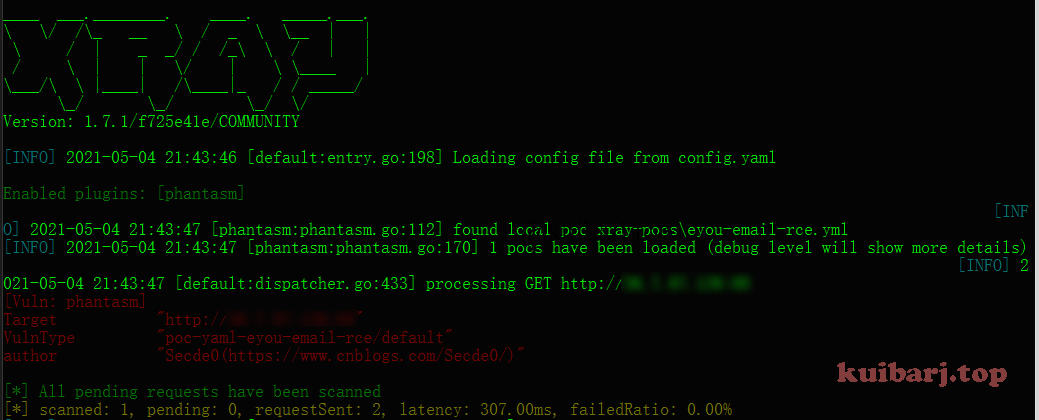 XRAY
Version: 1.7.1/f725e41e/COMMUNITY
[INFO] 2021-05-04 21:43:46 [default:entry.go:198] Loading config file from config.yaml
Enabled plugins: [phantasm]
[INF
O] 2021-05-04 21:43:47 [phantasm:phantasm.go:112] found local poc xray-pocs\eyou-email-rce.yml
[INFO] 2021-05-04 21:43:47 [phantasm:phantasm.go:170] 1 pocs have been loaded (debug level will show more details)
[INFO] 2
021-05-04 21:43:47 [default:dispatcher.go:433] processing GET http://
[Vuln: phantasm]
Target "http://"
VulnType "poc-yaml-eyou-email-rce/default"
author "Secde0(https://www.cnblogs.com/Secde0/)"
[*] All pending requests have been scanned
[*] scanned: 1, pending: 0, requestSent: 2, latency: 307.00ms, failedRatio: 0.00%
kuibarj.top